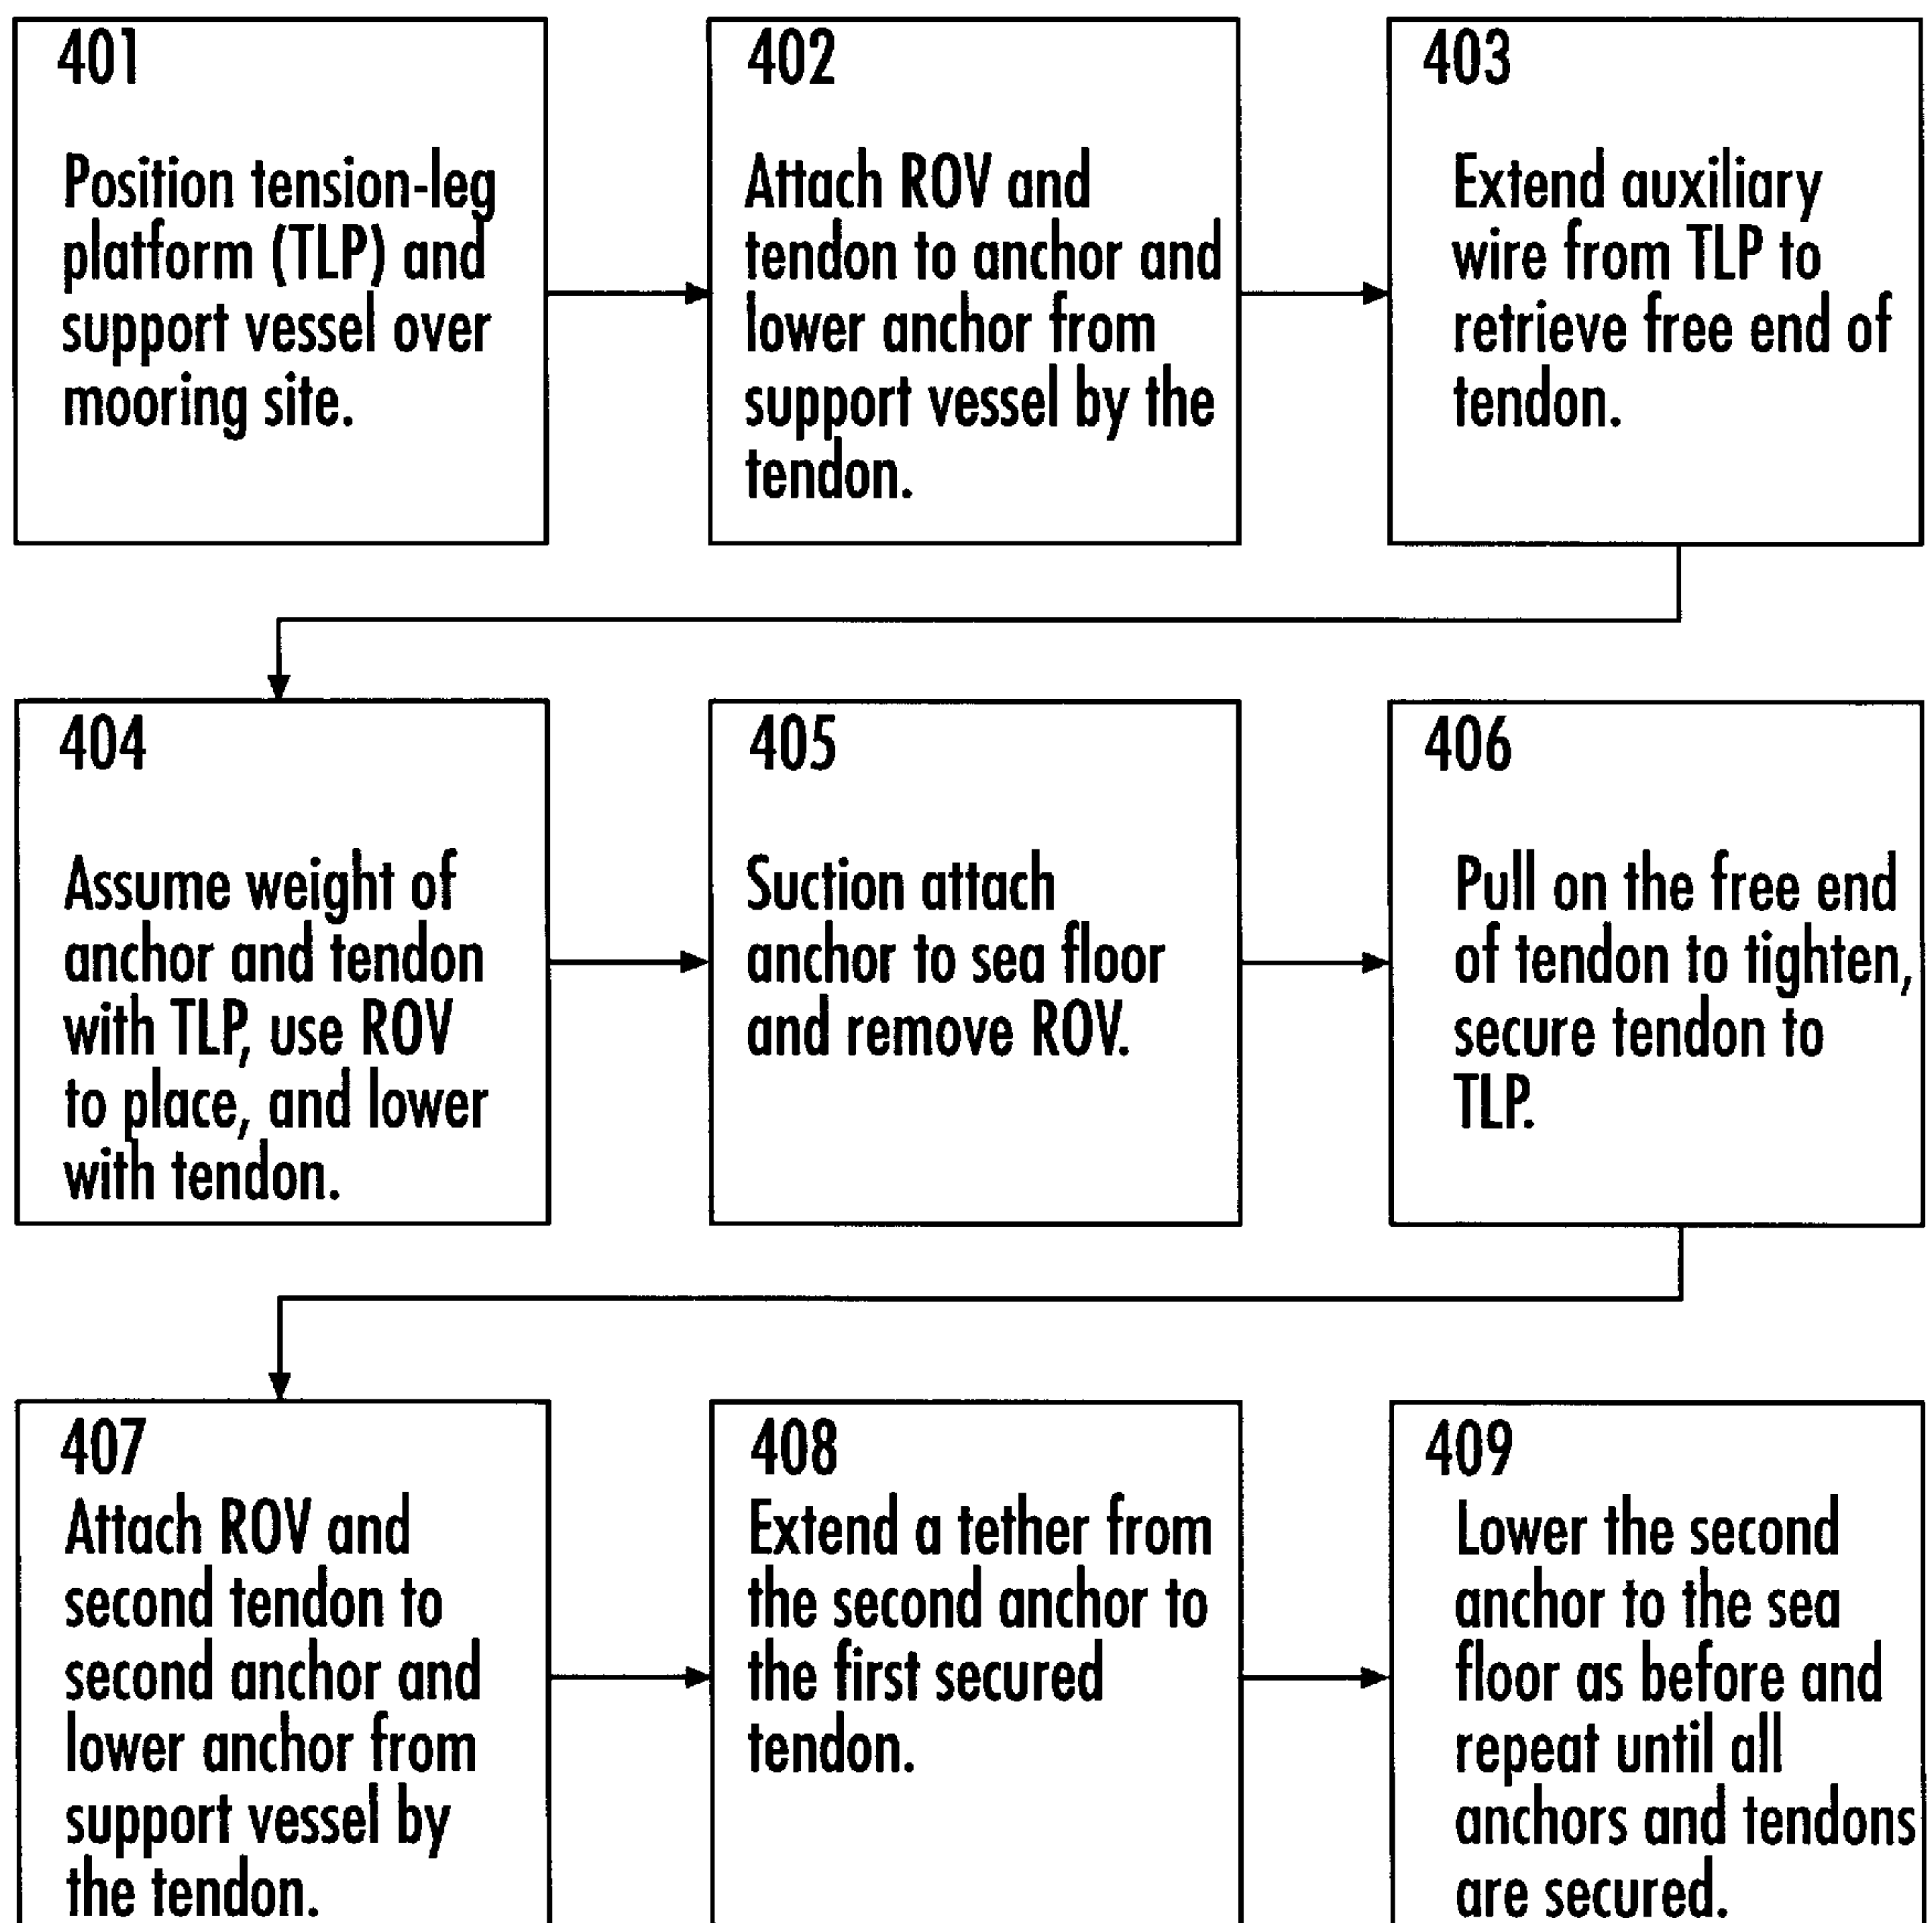 401
Position tension-leg
platform (TLP) and
support vessel over
mooring site.
402
Attach ROV and
tendon to anchor and
lower anchor from
support vessel by the
tendon.
403
Extend auxiliary
wire from TLP to
retrieve free end of
tendon.
404
Assume weight of
anchor and tendon
with TLP, use ROV
to place, and lower
with tendon.
405
Suction attach
anchor to sea floor
and remove ROV.
406
Pull on the free end
of tendon to tighten,
secure tendon to
TLP.
407
Attach ROV and
second tendon to
second anchor and
lower anchor from
support vessel by
the tendon.
408
Extend a tether from
the second anchor to
the first secured
tendon.
409
Lower the second
anchor to the sea
floor as before and
repeat until all
anchors and tendons
are secured.